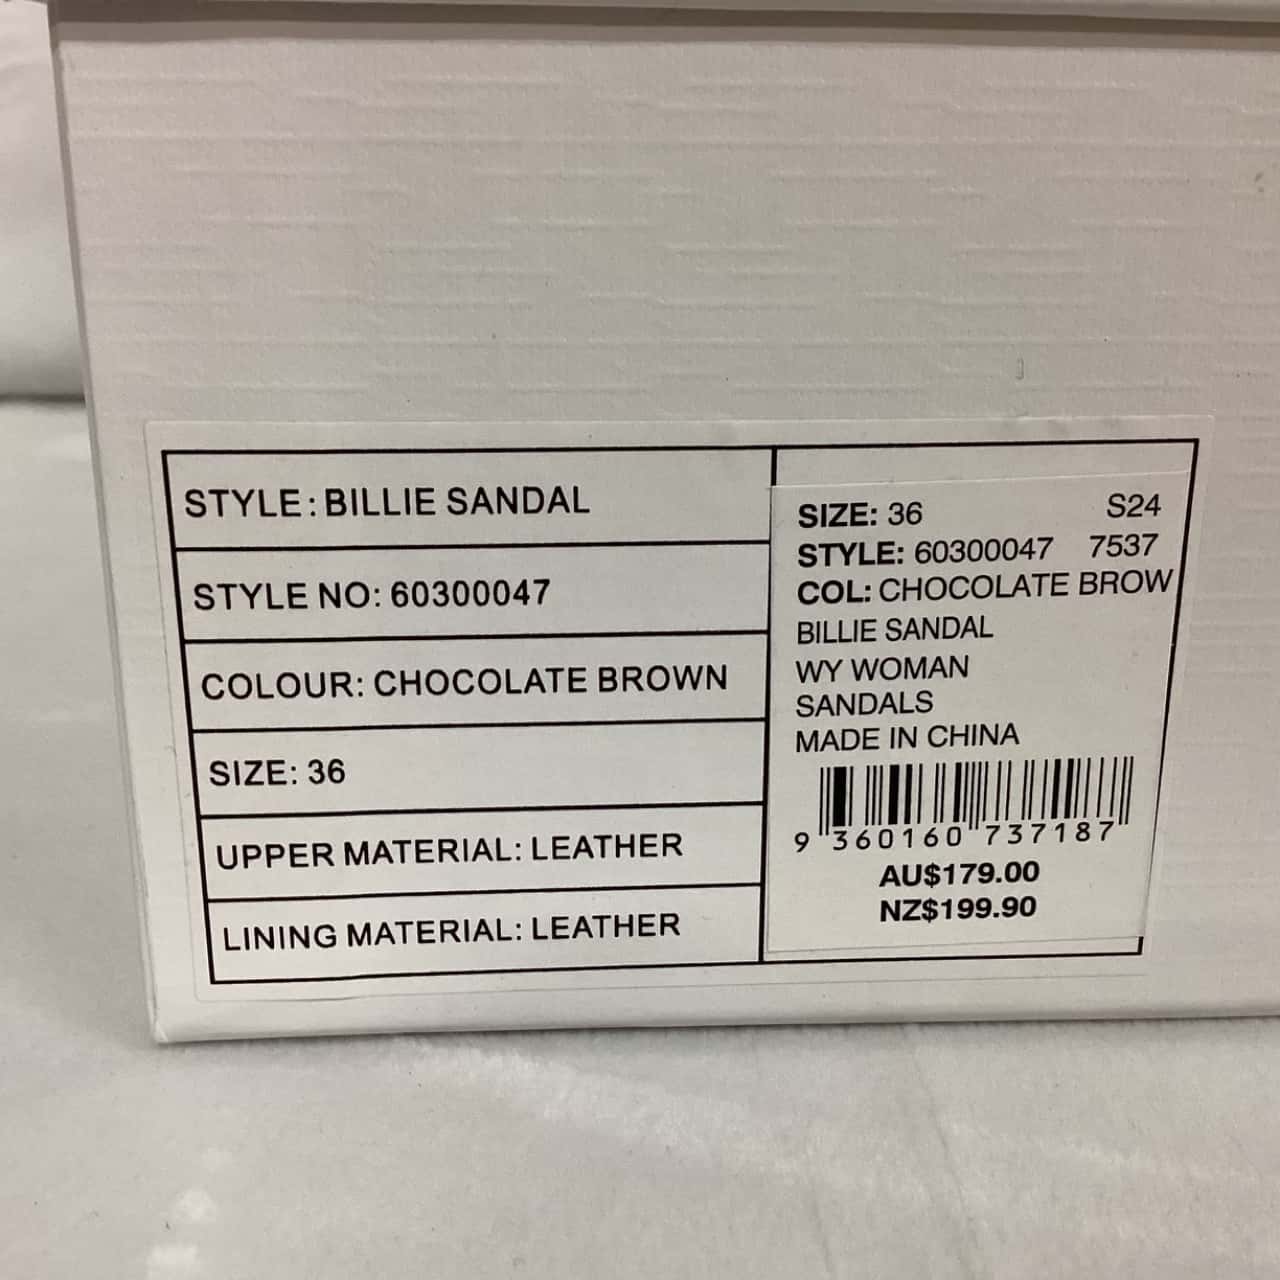 STYLE: BILLIE SANDAL
STYLE NO: 60300047
COLOUR: CHOCOLATE BROWN
SIZE: 36
UPPER MATERIAL: LEATHER
LINING MATERIAL: LEATHER
SIZE: 36 S24
STYLE: 60300047 7537
COL: CHOCOLATE BROW
BILLIE SANDAL
WY WOMAN
SANDALS
MADE IN CHINA
9 360160 737187
AU$179.00
NZ$199.90